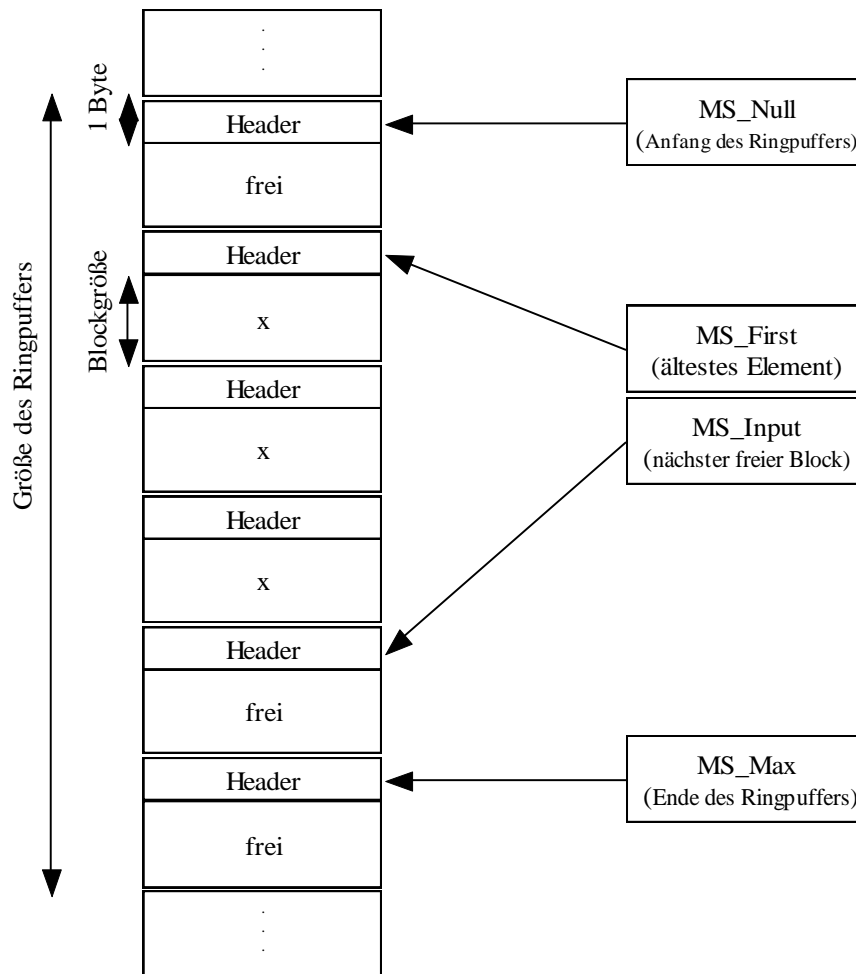 1 Byte
Header
MS_Null
(Anfang des Ringpuffers)
frei
Größe des Ringpuffers
Blockgröße
Header
x
MS_First
(ältestes Element)
Header
MS_Input
(nächster freier Block)
x
Header
x
Header
frei
Header
MS_Max
(Ende des Ringpuffers)
frei